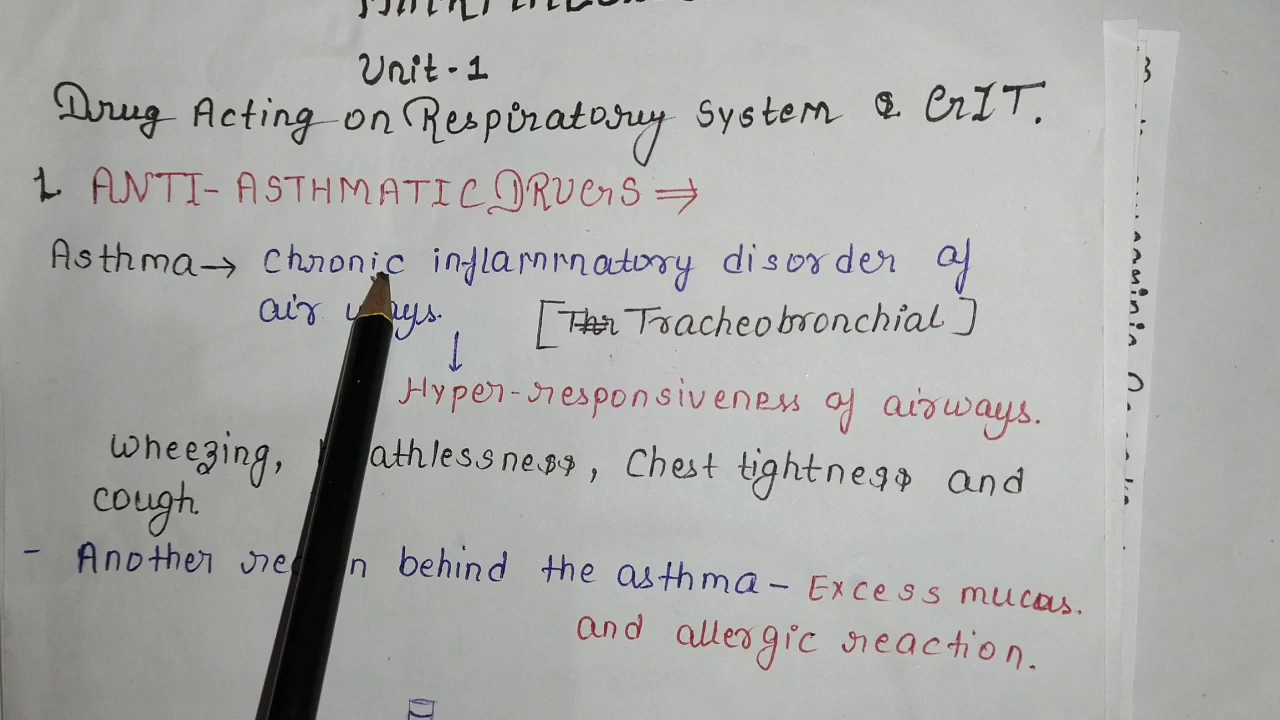 Unit-1
Drug Acting on Respiratory System & GIT.
1. ANTI-ASTHMATIC DRUGS ⇒
Asthma → chronic inflammatory disorder of
air ways. [Tracheobronchial]
↓
Hyper-responsiveness of airways.
Wheezing, athlessness, Chest tightness and
cough.
- Another behind the asthma - Excess mucus.
and allergic reaction.